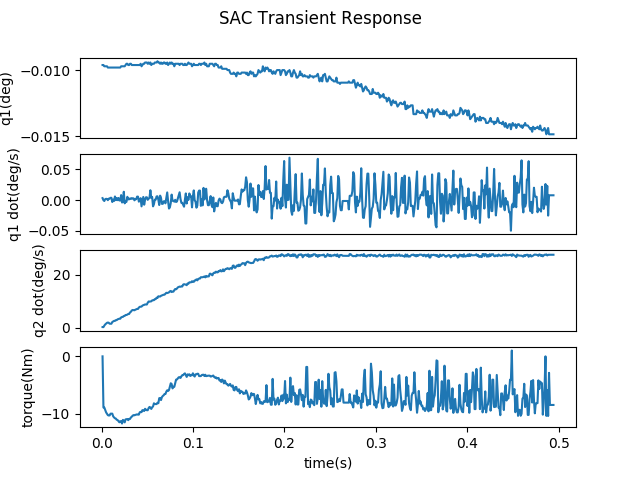 SAC Transient Response
−0.010
−0.015
q1(deg)
0.05
0.00
−0.05
q1 dot(deg/s)
20
0
q2 dot(deg/s)
0
−10
torque(Nm)
0.0 0.1 0.2 0.3 0.4 0.5
time(s)